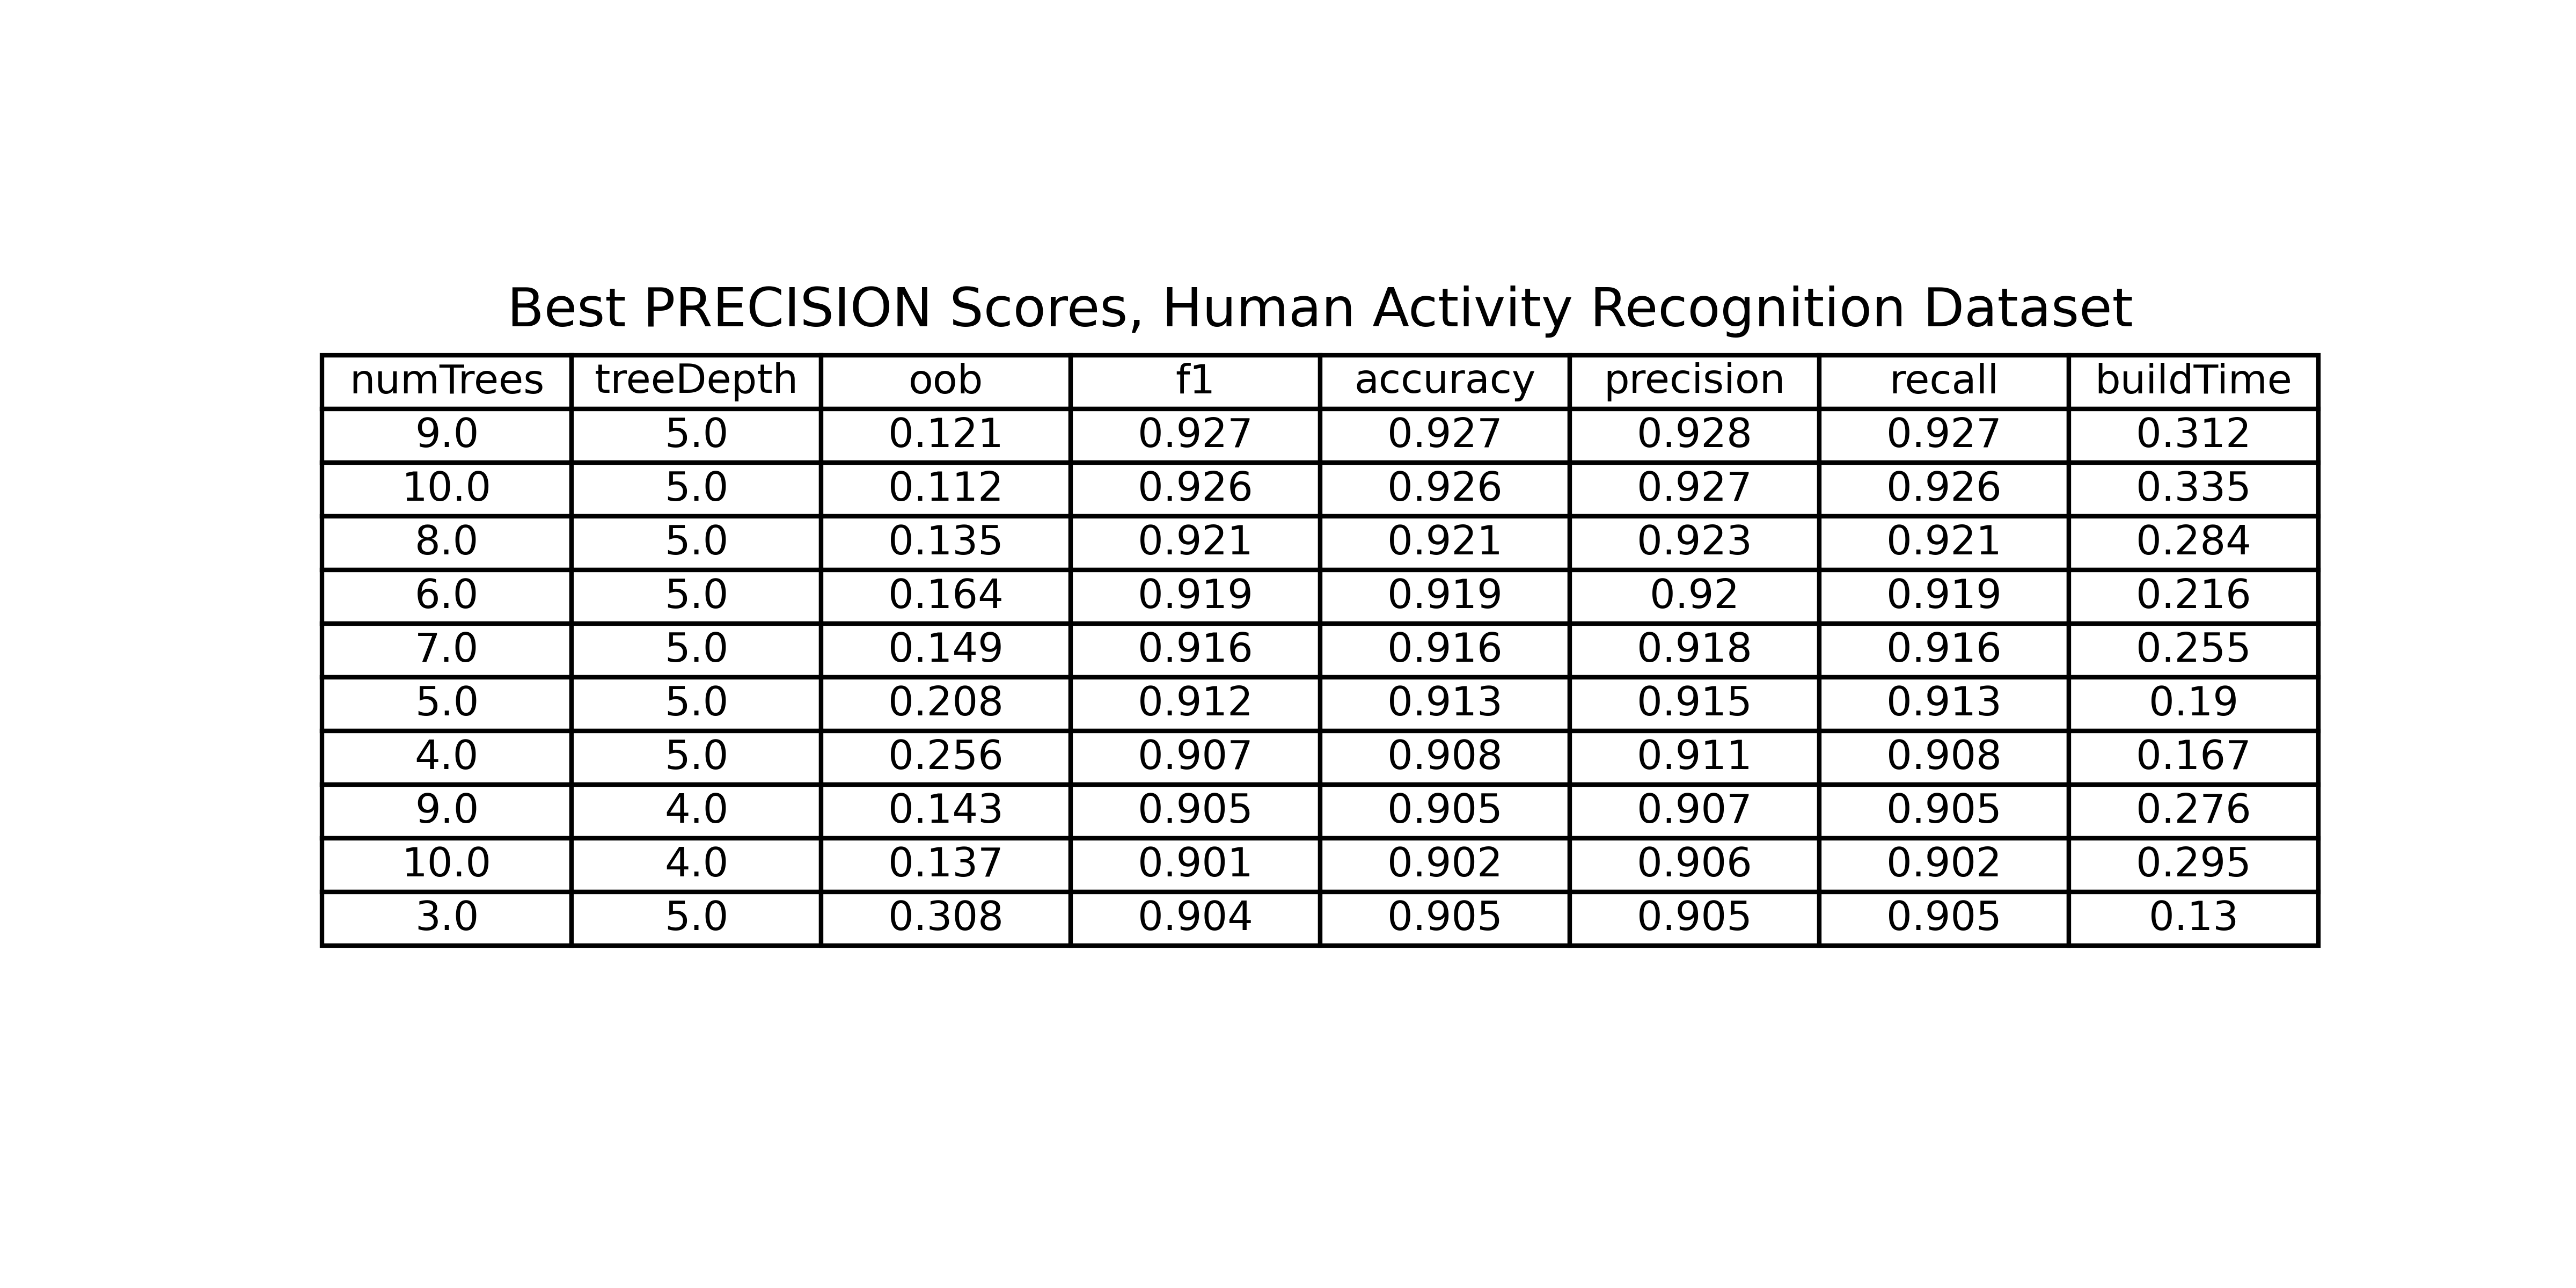 Best PRECISION Scores, Human Activity Recognition Dataset
numTrees treeDepth oob f1 accuracy precision recall buildTime
9.0 5.0 0.121 0.927 0.927 0.928 0.927 0.312
10.0 5.0 0.112 0.926 0.926 0.927 0.926 0.335
8.0 5.0 0.135 0.921 0.921 0.923 0.921 0.284
6.0 5.0 0.164 0.919 0.919 0.92 0.919 0.216
7.0 5.0 0.149 0.916 0.916 0.918 0.916 0.255
5.0 5.0 0.208 0.912 0.913 0.915 0.913 0.19
4.0 5.0 0.256 0.907 0.908 0.911 0.908 0.167
9.0 4.0 0.143 0.905 0.905 0.907 0.905 0.276
10.0 4.0 0.137 0.901 0.902 0.906 0.902 0.295
3.0 5.0 0.308 0.904 0.905 0.905 0.905 0.13